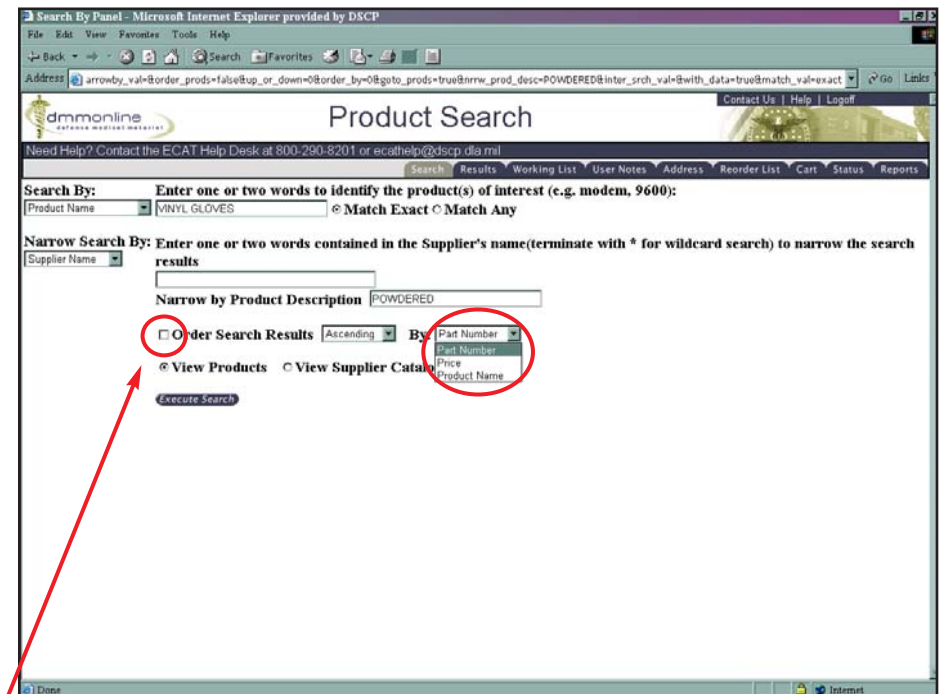 Search By Panel - Microsoft Internet Explorer provided by DSCP
File Edit View Favorites Tools Help
Back Search Favorites
Address arrowby_val=&order_prods=false&up_or_down=0&order_by=0&goto_prods=true&nrrw_prod_desc=POWDERED&inter_srch_val=&with_data=true&match_val=exact Go Links
Contact Us | Help | Logoff
dmmonline
defense medical materiel
Product Search
Need Help? Contact the ECAT Help Desk at 800-290-8201 or ecathelp@dscp.dla.mil
Search Results Working List User Notes Address Reorder List Cart Status Reports
Search By: Enter one or two words to identify the product(s) of interest (e.g. modem, 9600):
Product Name VINYL GLOVES Match Exact Match Any
Narrow Search By: Enter one or two words contained in the Supplier's name(terminate with * for wildcard search) to narrow the search
Supplier Name results
Narrow by Product Description POWDERED
Order Search Results Ascending By: Part Number
Part Number
View Products View Supplier Catalo Price
Product Name
Execute Search
Done Internet